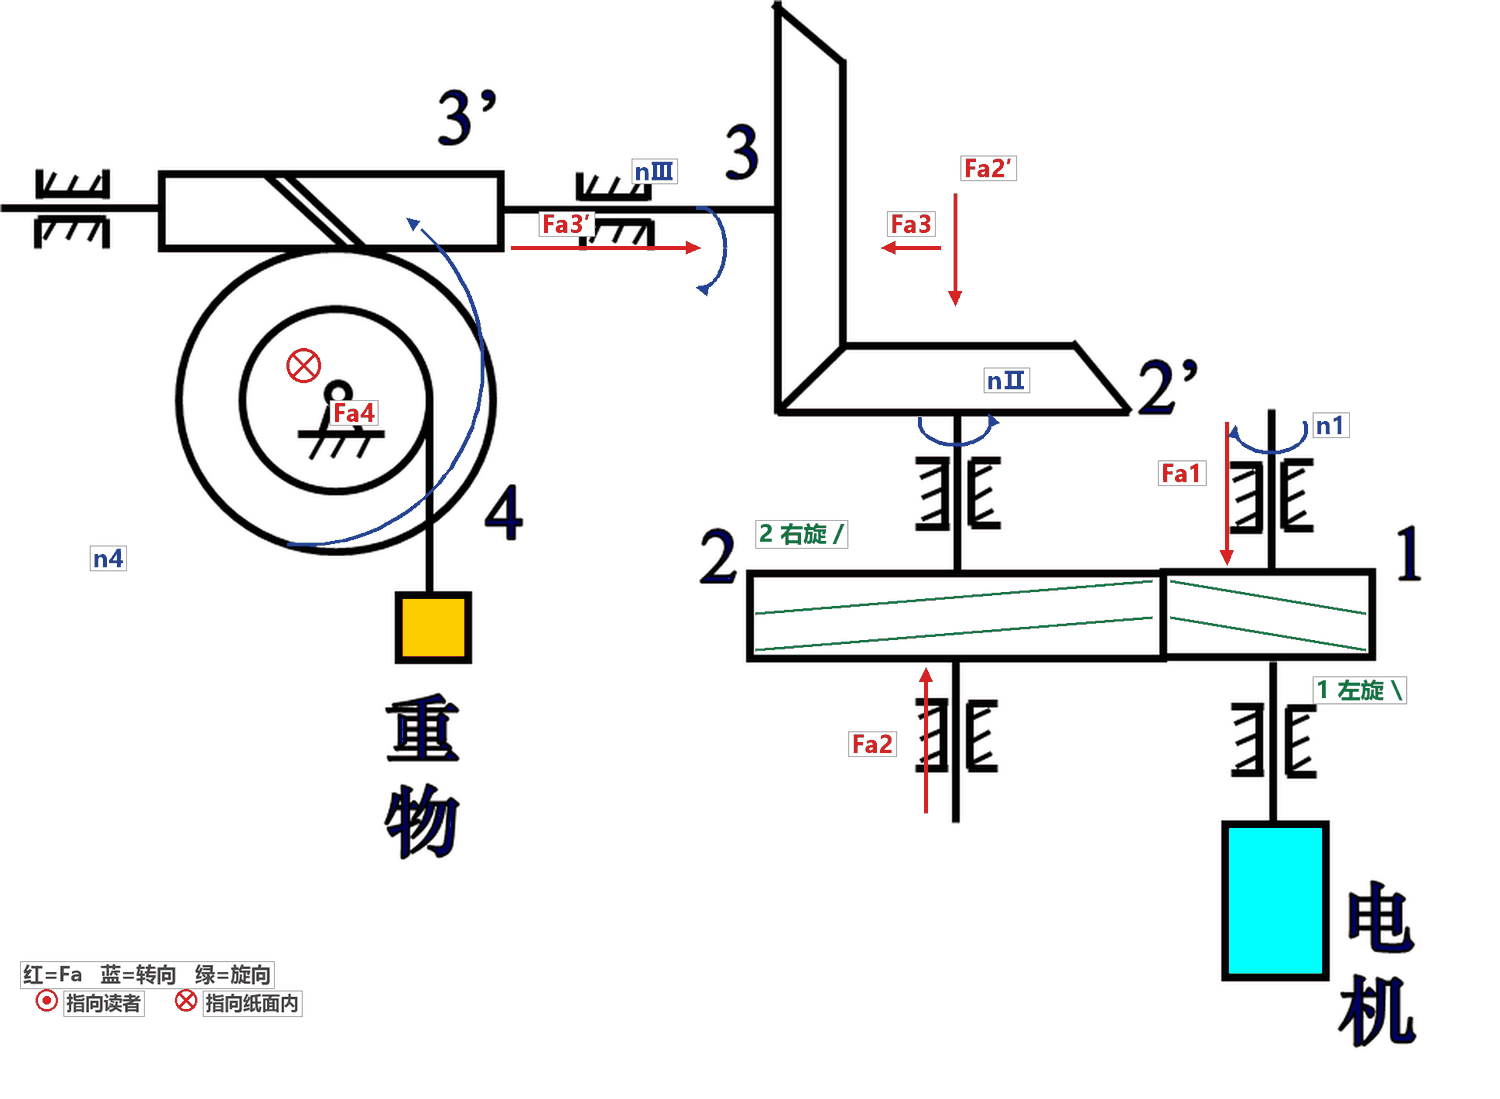 3’
nⅢ
3
Fa2′
Fa3′
Fa3
nⅡ
2’
Fa4
n1
Fa1
4
2
2 右旋 /
1
n4
1 左旋 \
Fa2
重
物
电
机
红=Fa 蓝=转向 绿=旋向
指向读者 指向纸面内